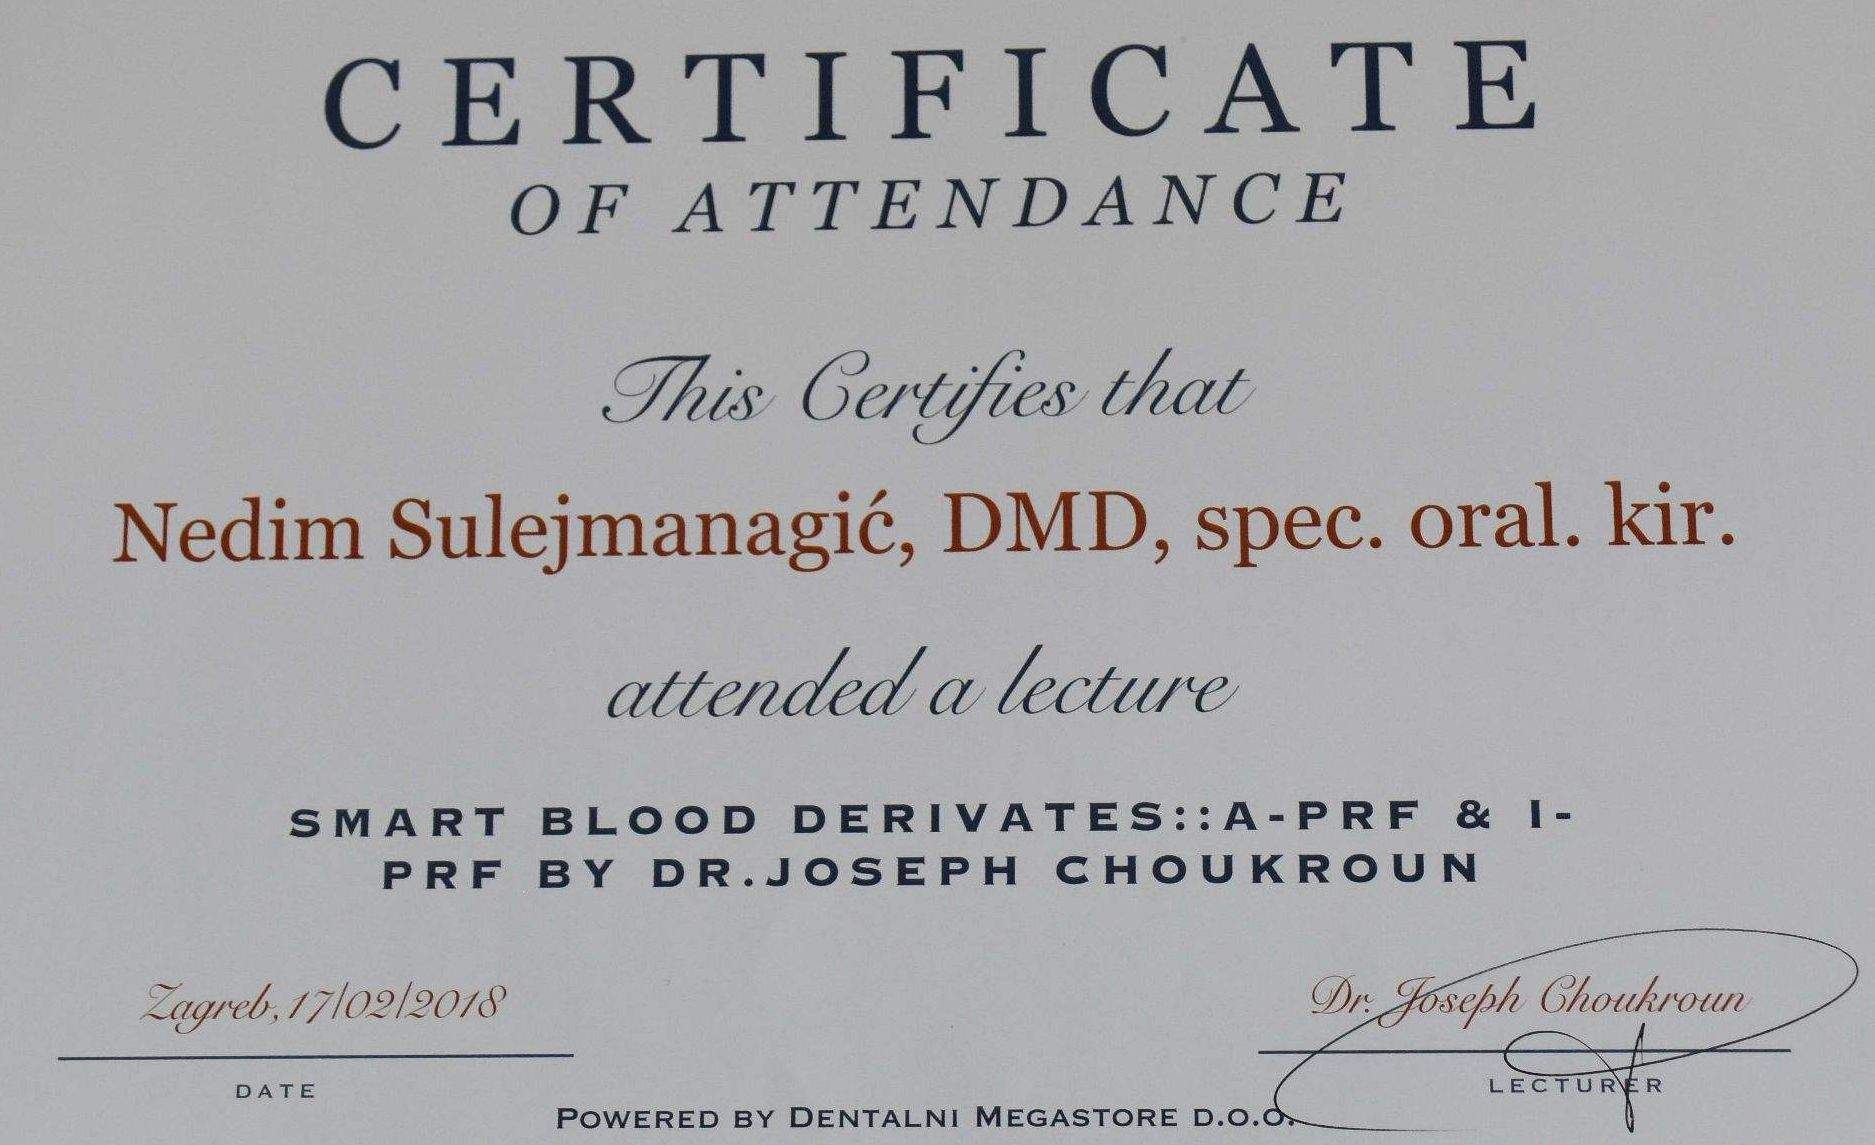 CERTIFICATE
OF ATTENDANCE
This Certifies that
Nedim Sulejmanagić, DMD, spec. oral. kir.
attended a lecture
SMART BLOOD DERIVATES::A-PRF & I-
PRF BY DR.JOSEPH CHOUKROUN
Zagreb, 17/02/2018
Dr. Joseph Choukroun
DATE
LECTURER
POWERED BY DENTALNI MEGASTORE D.O.O.